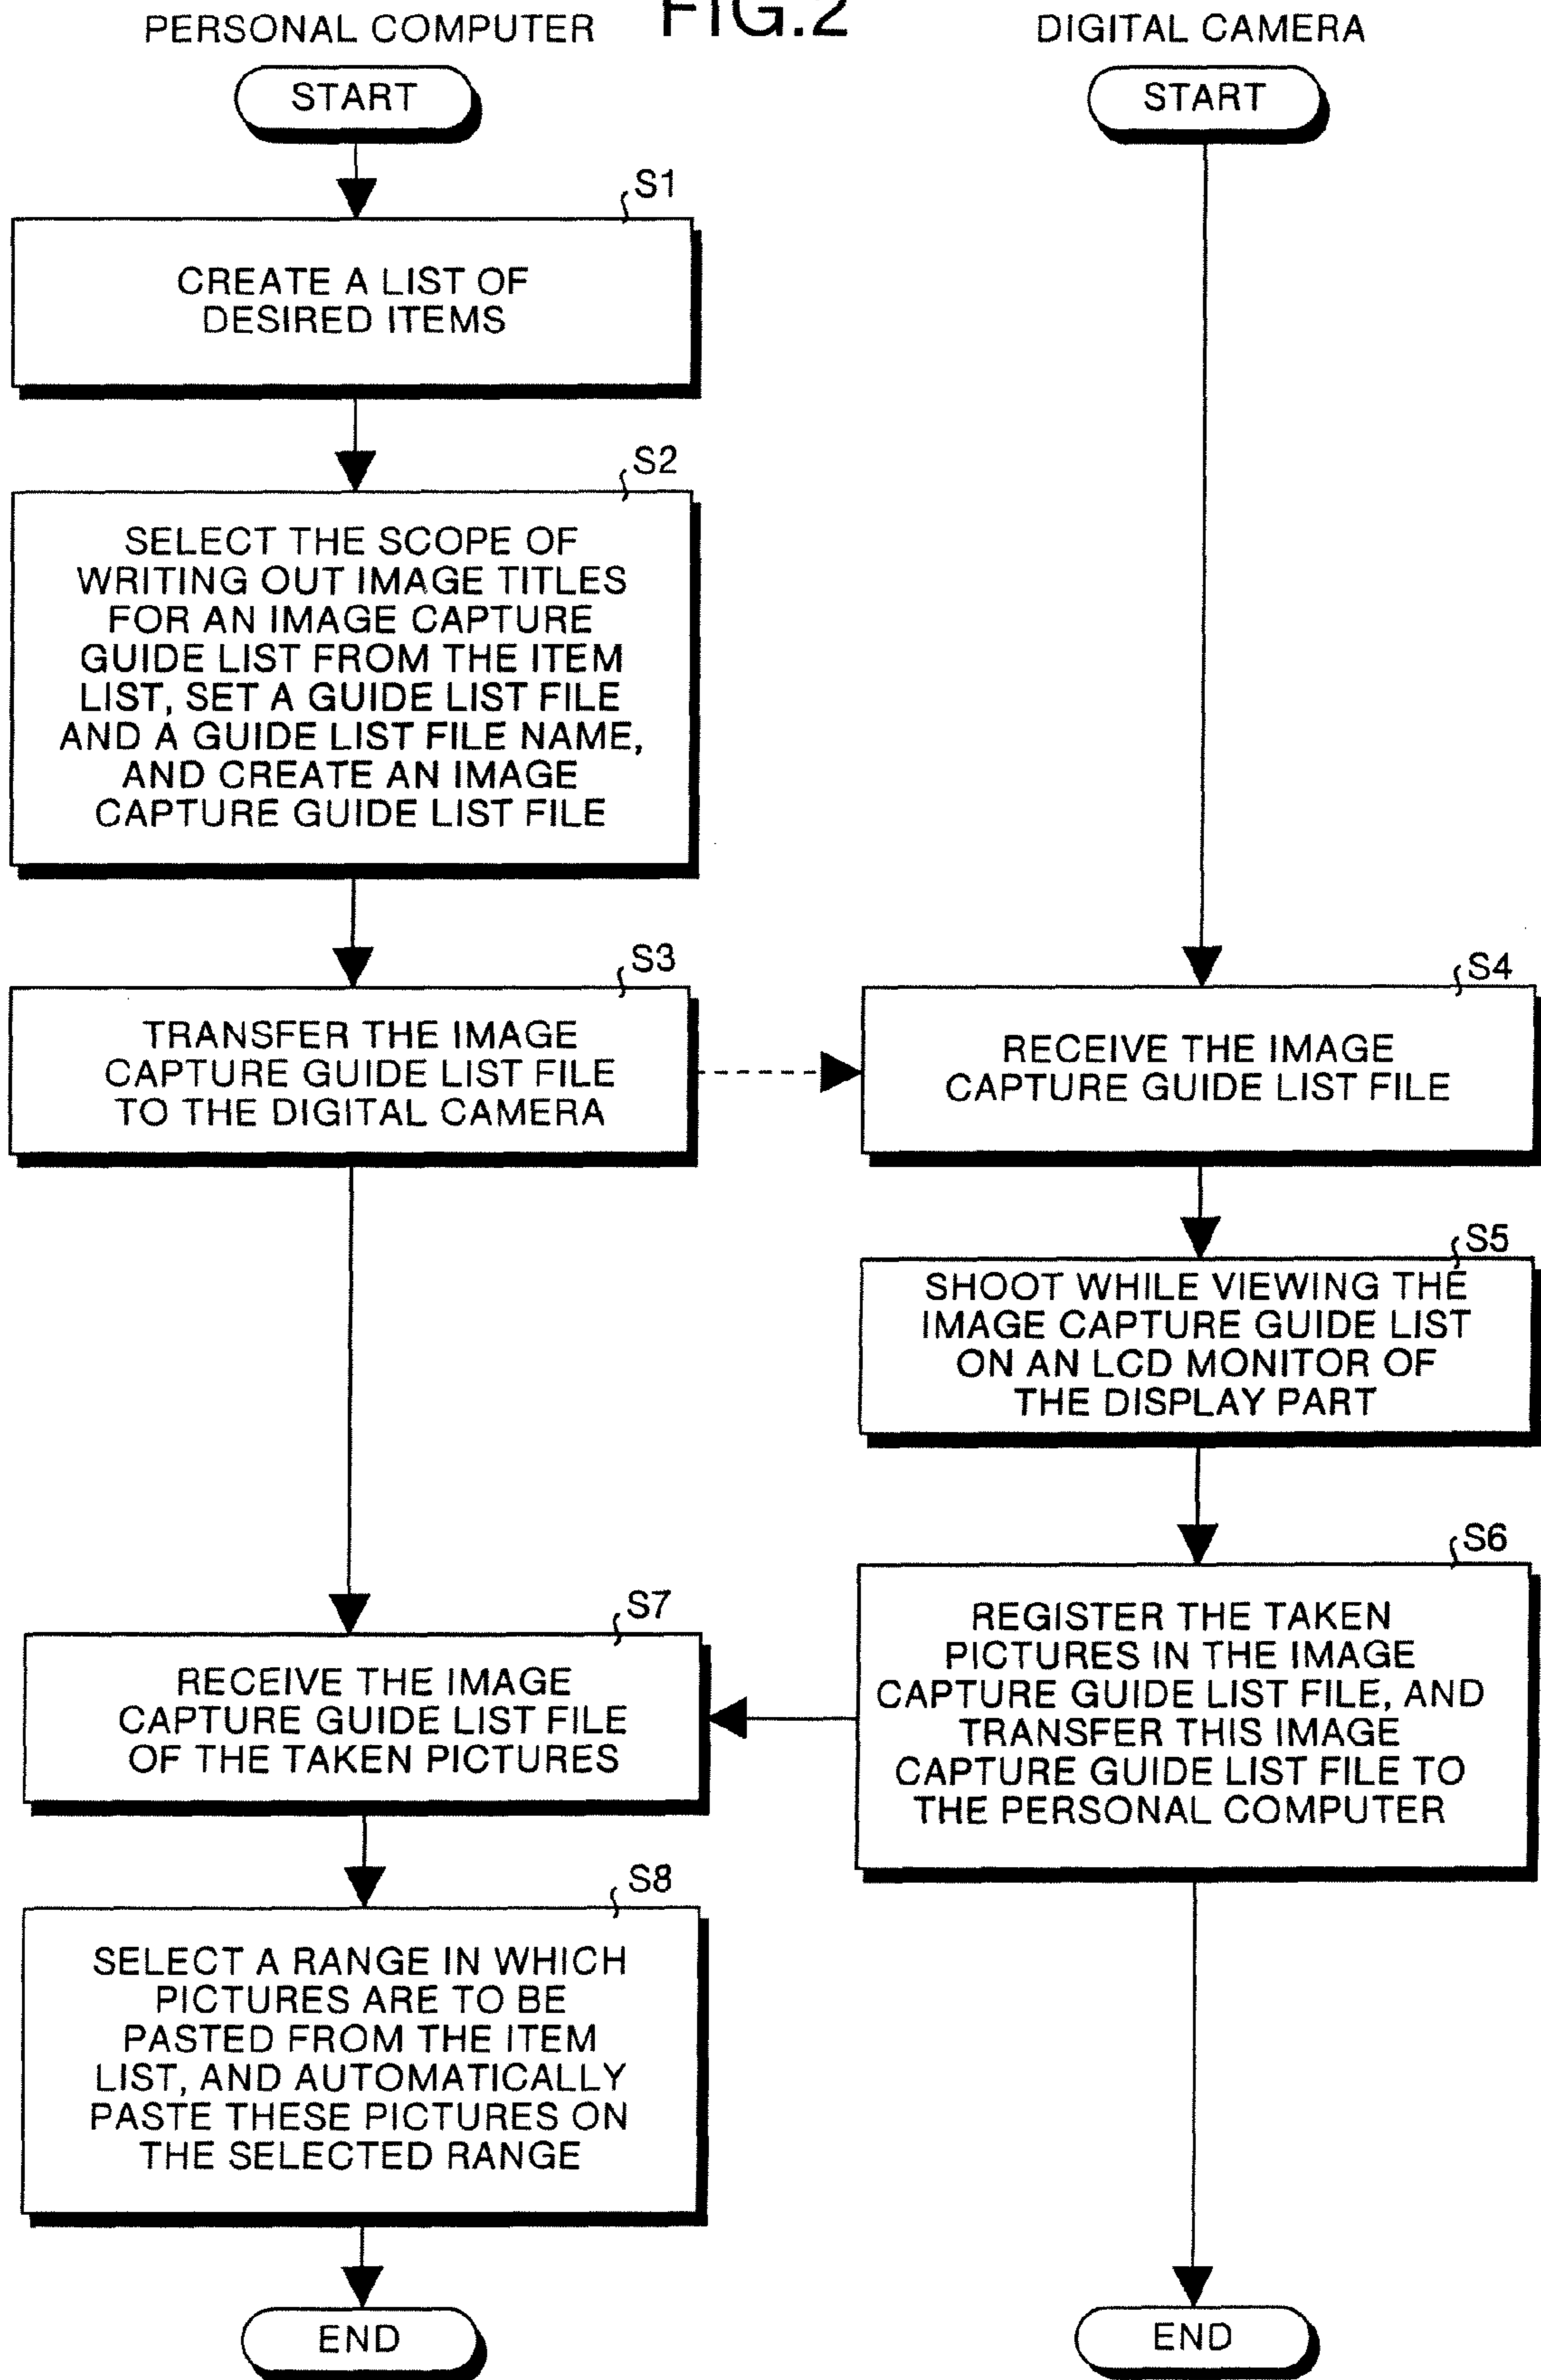 FIG.2
PERSONAL COMPUTER
DIGITAL CAMERA
START
START
S1
CREATE A LIST OF
DESIRED ITEMS
S2
SELECT THE SCOPE OF
WRITING OUT IMAGE TITLES
FOR AN IMAGE CAPTURE
GUIDE LIST FROM THE ITEM
LIST, SET A GUIDE LIST FILE
AND A GUIDE LIST FILE NAME,
AND CREATE AN IMAGE
CAPTURE GUIDE LIST FILE
S3
TRANSFER THE IMAGE
CAPTURE GUIDE LIST FILE
TO THE DIGITAL CAMERA
S4
RECEIVE THE IMAGE
CAPTURE GUIDE LIST FILE
S5
SHOOT WHILE VIEWING THE
IMAGE CAPTURE GUIDE LIST
ON AN LCD MONITOR OF
THE DISPLAY PART
S6
REGISTER THE TAKEN
PICTURES IN THE IMAGE
CAPTURE GUIDE LIST FILE, AND
TRANSFER THIS IMAGE
CAPTURE GUIDE LIST FILE TO
THE PERSONAL COMPUTER
S7
RECEIVE THE IMAGE
CAPTURE GUIDE LIST FILE
OF THE TAKEN PICTURES
S8
SELECT A RANGE IN WHICH
PICTURES ARE TO BE
PASTED FROM THE ITEM
LIST, AND AUTOMATICALLY
PASTE THESE PICTURES ON
THE SELECTED RANGE
END
END